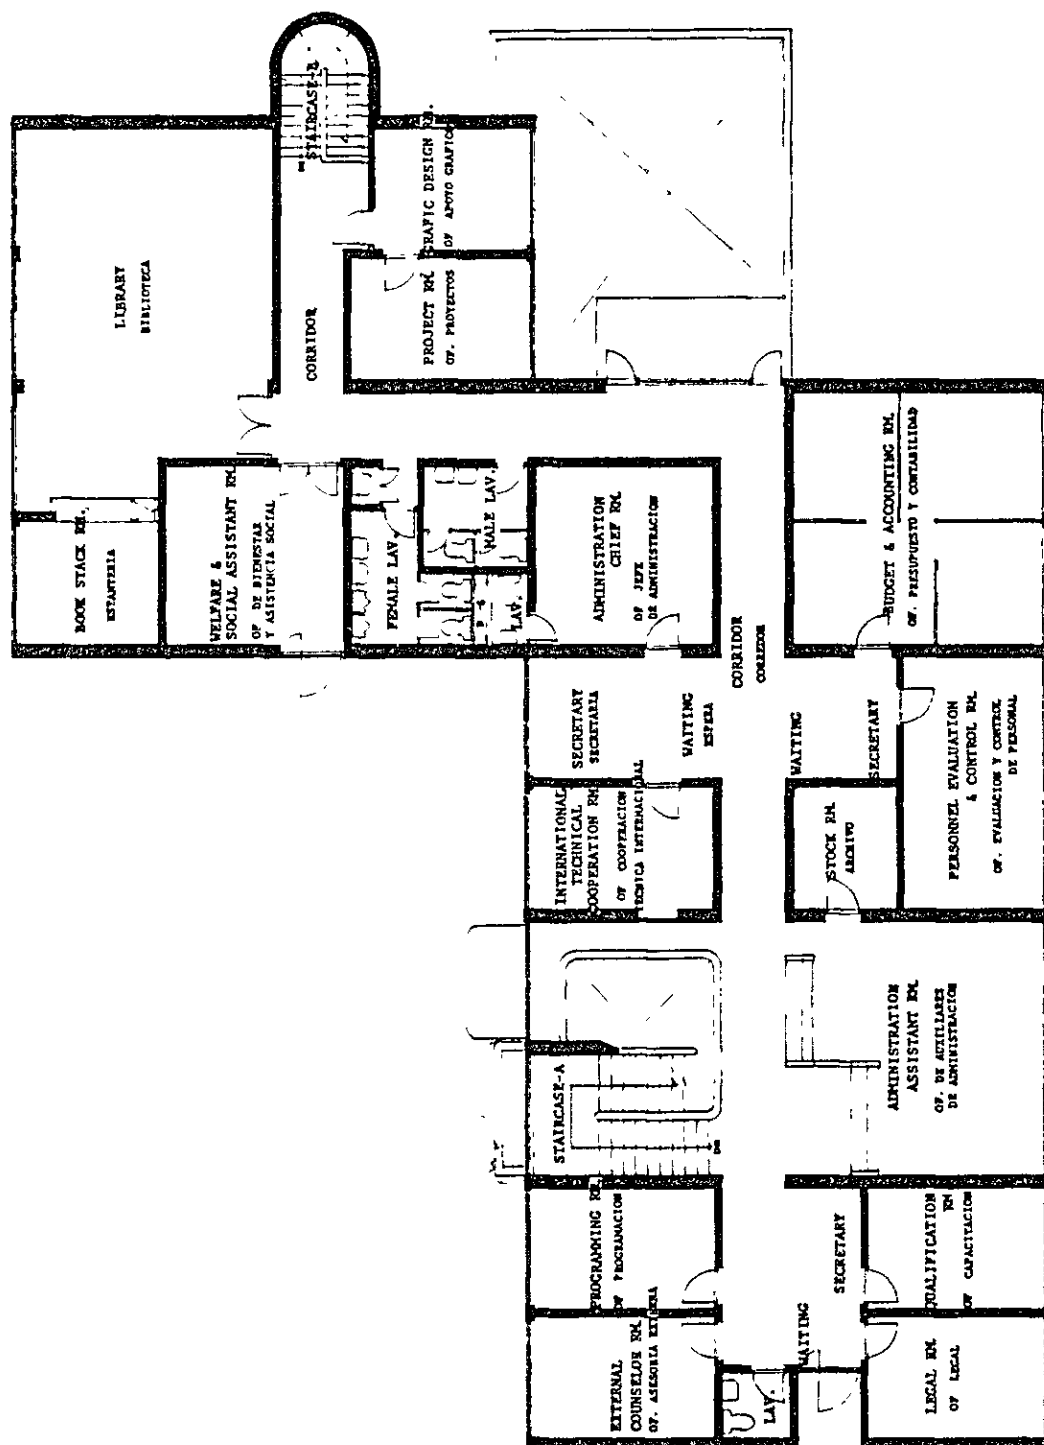 STAIRCASE-B
LIBRARY
BIBLIOTECA
CORRIDOR
GRAFIC DESIGN RM.
OF APOYO GRAFICO
PROJECT RM.
OF. PROYECTOS
BOOK STACK RM.
ESTANTERIA
WELFARE &
SOCIAL ASSISTANT RM.
OF DE BIENESTAR
Y ASISTENCIA SOCIAL
FEMALE LAV.
MALE LAV.
LAV.
ADMINISTRATION
CHIEF RM.
OF JEFE
DE ADMINISTRACION
BUDGET & ACCOUNTING RM.
OF. PRESUPUESTO Y CONTABILIDAD
CORRIDOR
CORREDOR
SECRETARY
SECRETARIA
WAITING
ESPERA
WAITING
SECRETARY
INTERNATIONAL
TECHNICAL
COOPERATION RM.
OF COOPERACION
TECNICA INTERNACIONAL
STOCK RM.
ARCHIVO
PERSONNEL EVALUATION
& CONTROL RM.
OF. EVALUACION Y CONTROL
DE PERSONAL
STAIRCASE-A
ADMINISTRATION
ASSISTANT RM.
OF. DE AUXILIARES
DE ADMINISTRACION
PROGRAMMING RM.
OF PROGRAMACION
SECRETARY
QUALIFICATION
RM
OF CAPACITACION
EXTERNAL
COUNSELOR RM.
OF. ASESORIA EXTERA
WAITING
LAV.
LEGAL RM.
OF LEGAL